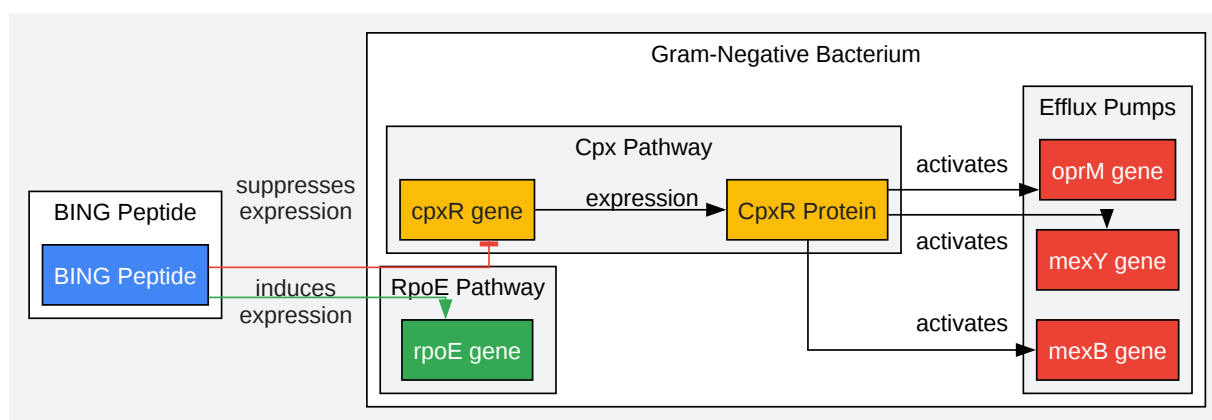 Gram-Negative Bacterium
Efflux Pumps
Cpx Pathway
oprM gene
activates
suppresses
expression
cpxR gene
expression
CpxR Protein
BING Peptide
BING Peptide
activates
mexY gene
induces
expression
RpoE Pathway
rpoE gene
activates
mexB gene